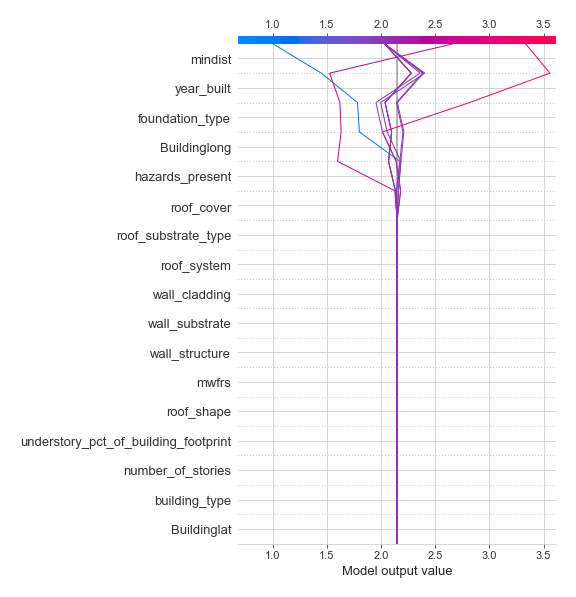 1.0 1.5 2.0 2.5 3.0 3.5
mindist
year_built
foundation_type
Buildinglong
hazards_present
roof_cover
roof_substrate_type
roof_system
wall_cladding
wall_substrate
wall_structure
mwfrs
roof_shape
understory_pct_of_building_footprint
number_of_stories
building_type
Buildinglat
1.0 1.5 2.0 2.5 3.0 3.5
Model output value